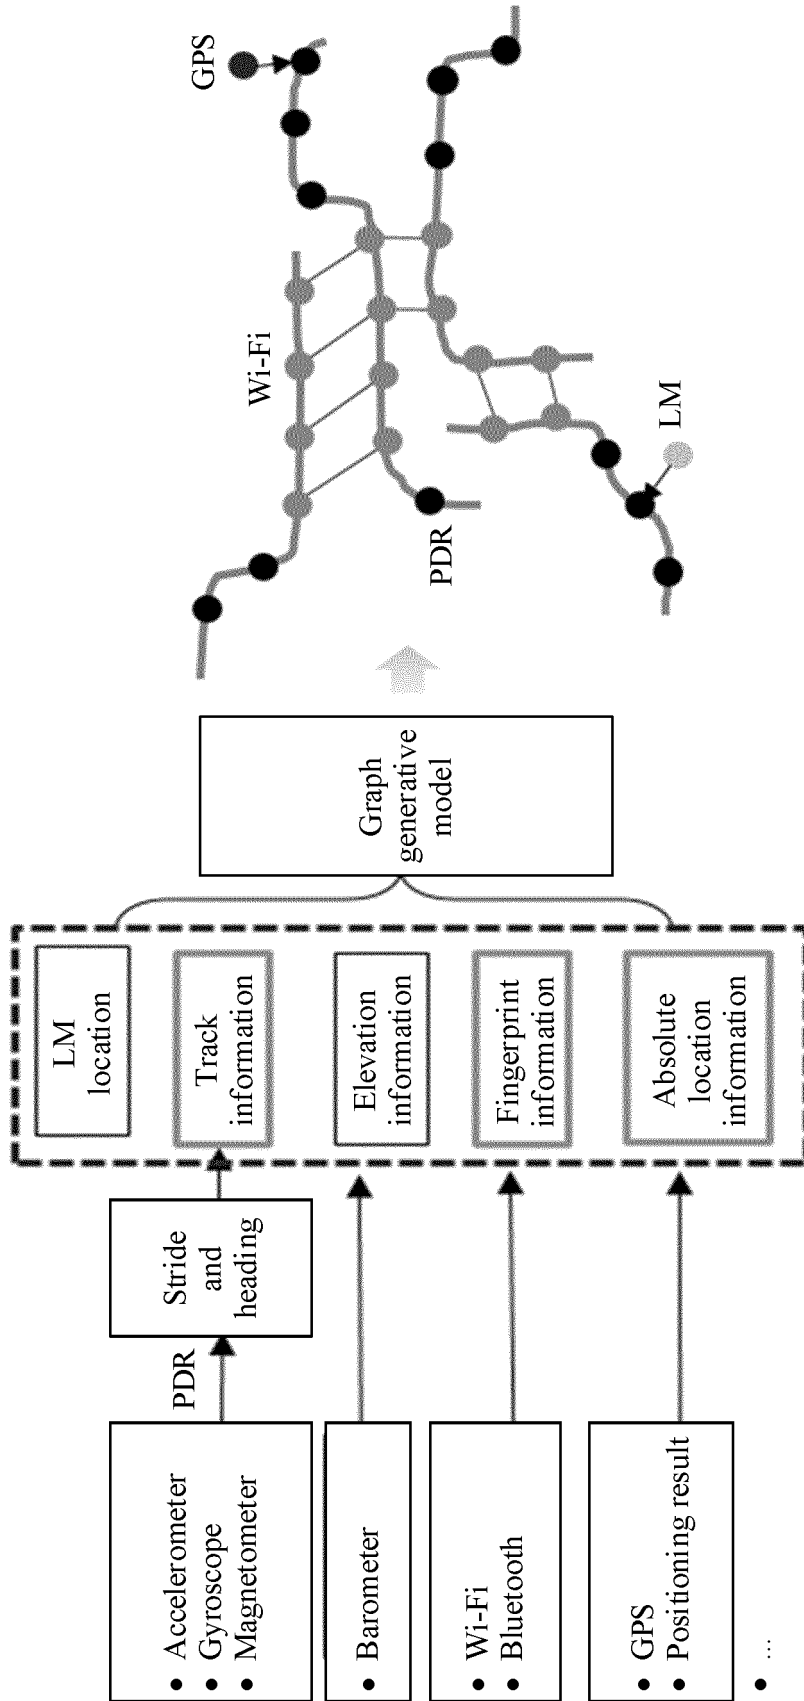 ● Accelerometer
● Gyroscope
● Magnetometer
● Barometer
● Wi-Fi
● Bluetooth
● GPS
● Positioning result
● ...
PDR
Stride
and
heading
LM
location
Track
information
Elevation
information
Fingerprint
information
Absolute
location
information
Graph
generative
model
Wi-Fi
GPS
PDR
LM